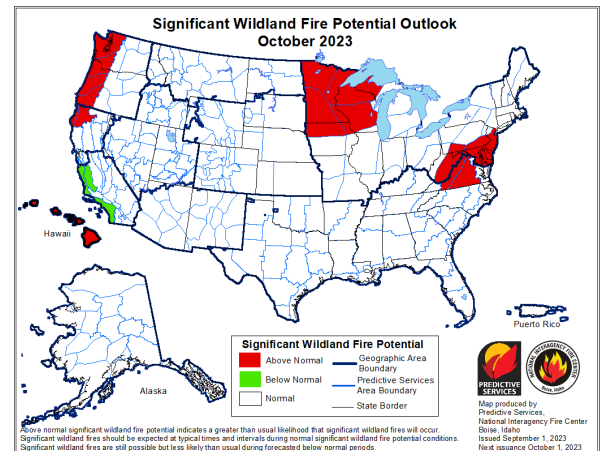 Significant Wildland Fire Potential Outlook
October 2023
Hawaii
Alaska
Puerto Rico
Significant Wildland Fire Potential
Above Normal
Below Normal
Normal
Geographic Area
Boundary
Predictive Services
Area Boundary
State Border
PREDICTIVE
SERVICES
NATIONAL INTERAGENCY FIRE CENTER
Boise, Idaho
Map produced by
Predictive Services,
National Interagency Fire Center
Boise, Idaho
Issued September 1, 2023
Next issuance October 1, 2023
Above normal significant wildland fire potential indicates a greater than usual likelihood that significant wildland fires will occur.
Significant wildland fires should be expected at typical times and intervals during normal significant wildland fire potential conditions.
Significant wildland fires are still possible but less likely than usual during forecasted below normal periods.